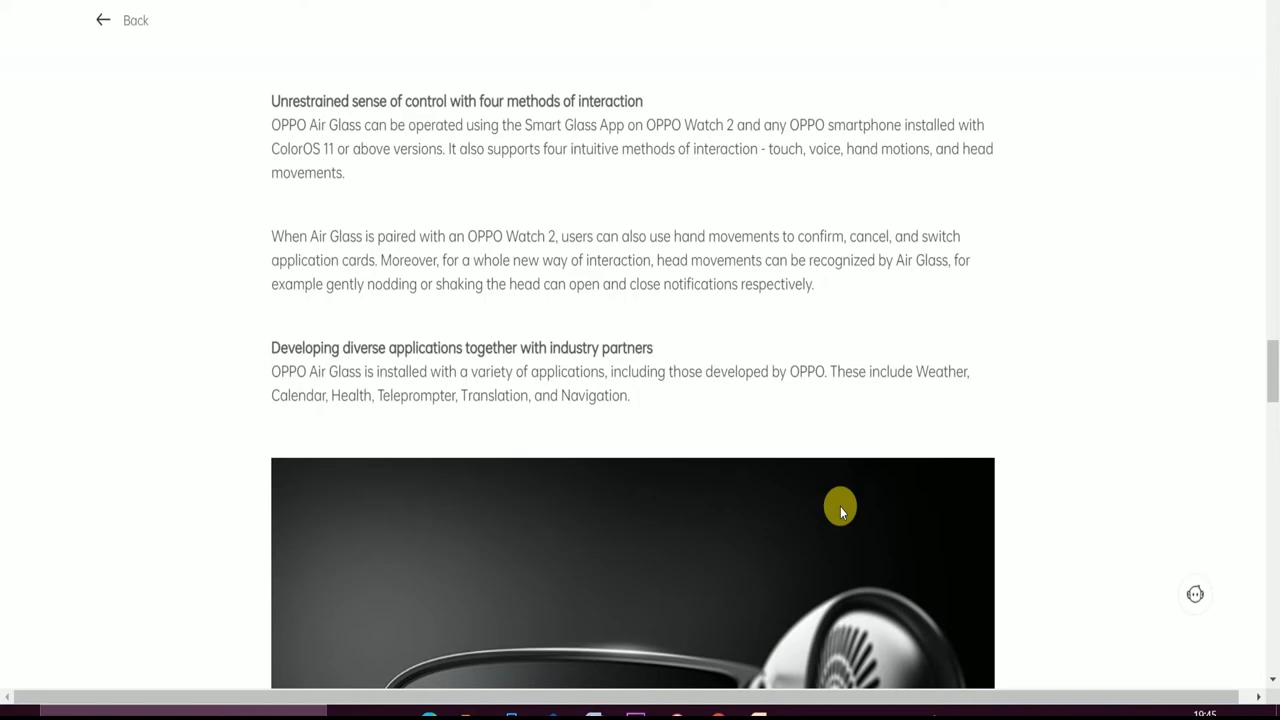 Back
Unrestrained sense of control with four methods of interaction
OPPO Air Glass can be operated using the Smart Glass App on OPPO Watch 2 and any OPPO smartphone installed with
ColorOS 11 or above versions. It also supports four intuitive methods of interaction - touch, voice, hand motions, and head
movements.
When Air Glass is paired with an OPPO Watch 2, users can also use hand movements to confirm, cancel, and switch
application cards. Moreover, for a whole new way of interaction, head movements can be recognized by Air Glass, for
example gently nodding or shaking the head can open and close notifications respectively.
Developing diverse applications together with industry partners
OPPO Air Glass is installed with a variety of applications, including those developed by OPPO. These include Weather,
Calendar, Health, Teleprompter, Translation, and Navigation.
19:45